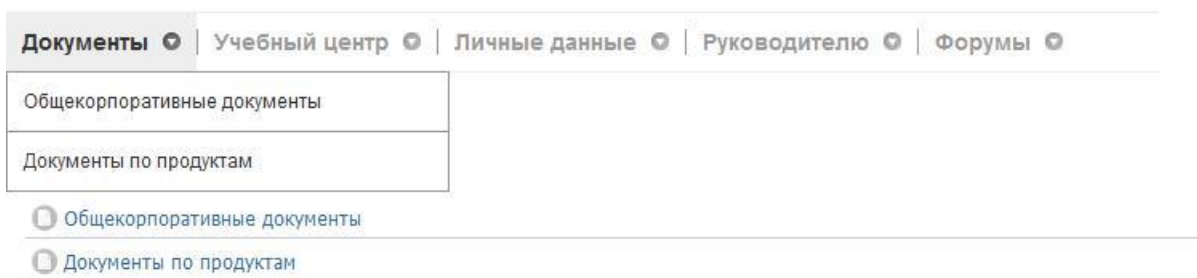 Документы | Учебный центр | Личные данные | Руководителю | Форумы
Общекорпоративные документы
Документы по продуктам
Общекорпоративные документы
Документы по продуктам